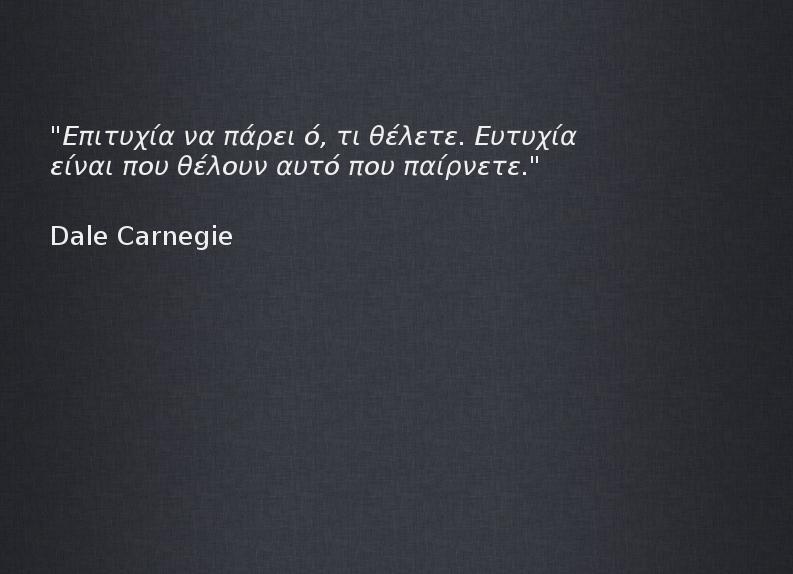 "Επιτυχία να πάρει ό, τι θέλετε. Ευτυχία
είναι που θέλουν αυτό που παίρνετε."
Dale Carnegie